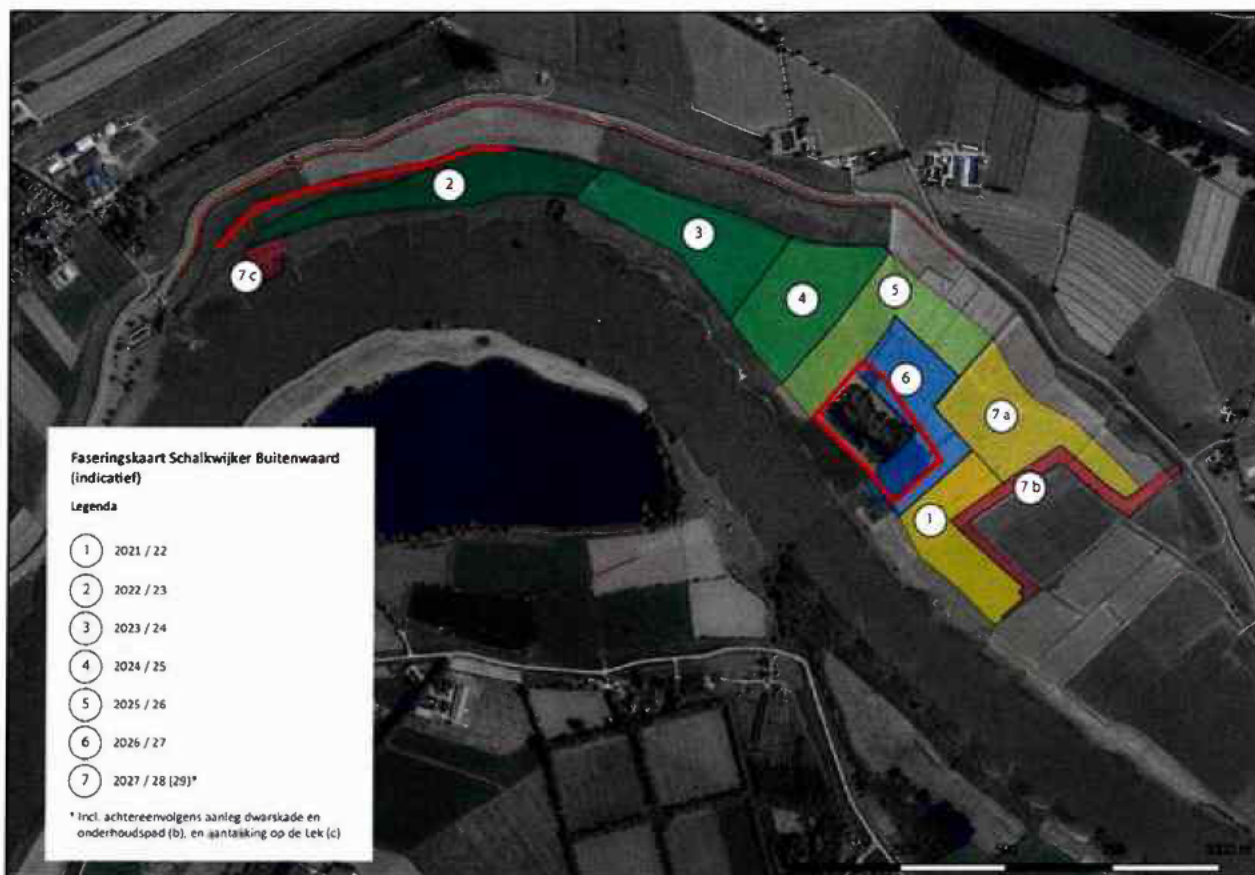 Faseringskaart Schalkwijker Buitenwaard
(indicatief)
Legenda
1 2021 / 22
2 2022 / 23
3 2023 / 24
4 2024 / 25
5 2025 / 26
6 2026 / 27
7 2027 / 28 (29)*
* Incl. achtereenvolgens aanleg dwarskade en
onderhoudspad (b), en aantakking op de Lek (c)
2
3
7 c
4
5
6
7 a
7 b
1